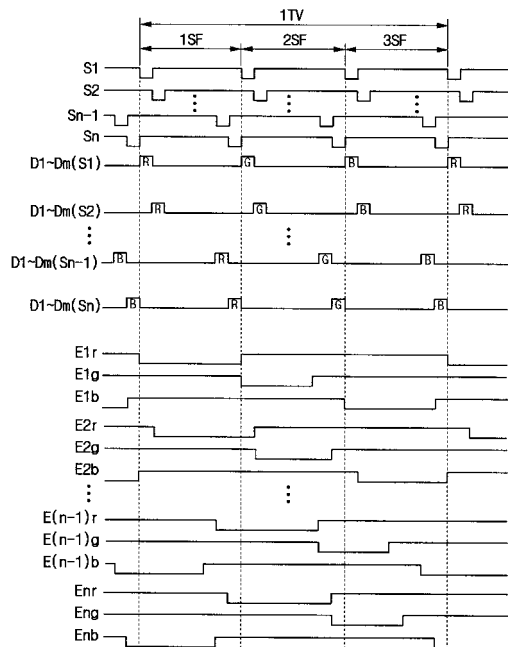 1TV
1SF 2SF 3SF
S1
S2
Sn-1
Sn
D1~Dm(S1) R G B R
D1~Dm(S2) R G B R
D1~Dm(Sn-1) B R G B
D1~Dm(Sn) B R G B
E1r
E1g
E1b
E2r
E2g
E2b
E(n-1)r
E(n-1)g
E(n-1)b
Enr
Eng
Enb